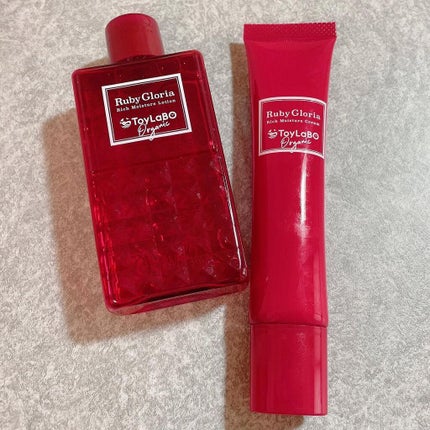 Ruby Gloria
Rich Moisture Lotion
ToyLaBO
Organic
Ruby Gloria
Rich Moisture Cream
ToyLaBO
Organic